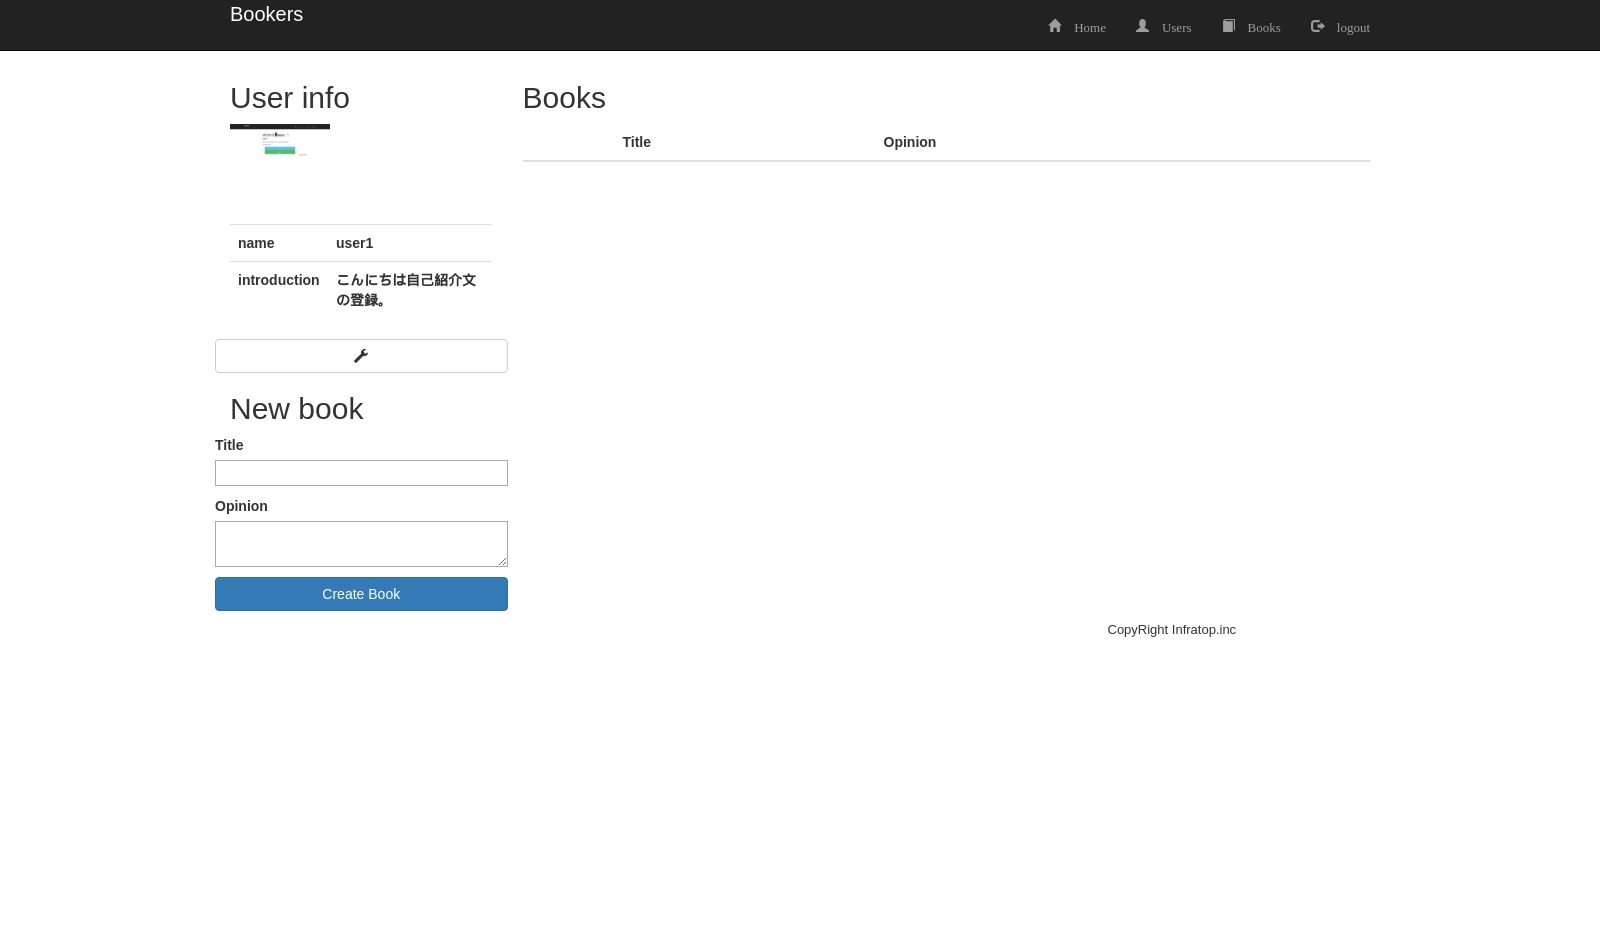 Bookers
Home Users Books logout
User info
name user1
introduction こんにちは自己紹介文
の登録。
New book
Title
Opinion
Create Book
Books
Title Opinion
CopyRight Infratop.inc